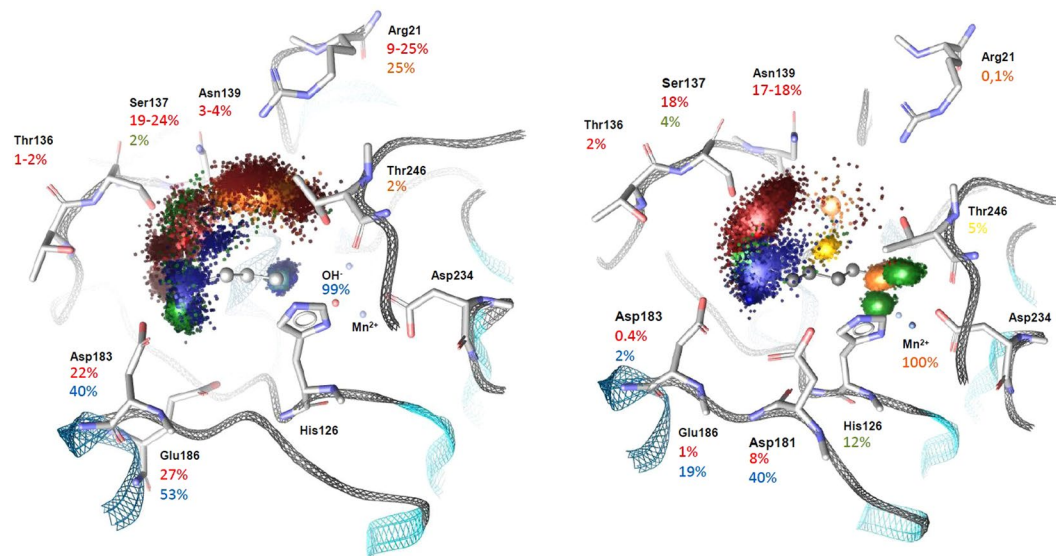 Arg21
9-25%
25%
Ser137
19-24%
2%
Asn139
3-4%
Thr136
1-2%
Thr246
2%
OH-
99%
Mn²⁺
Asp234
Asp183
22%
40%
His126
Glu186
27%
53%
Arg21
0,1%
Asn139
17-18%
Ser137
18%
4%
Thr136
2%
Thr246
5%
Asp183
0.4%
2%
Asp234
Mn²⁺
100%
Glu186
1%
19%
Asp181
8%
40%
His126
12%